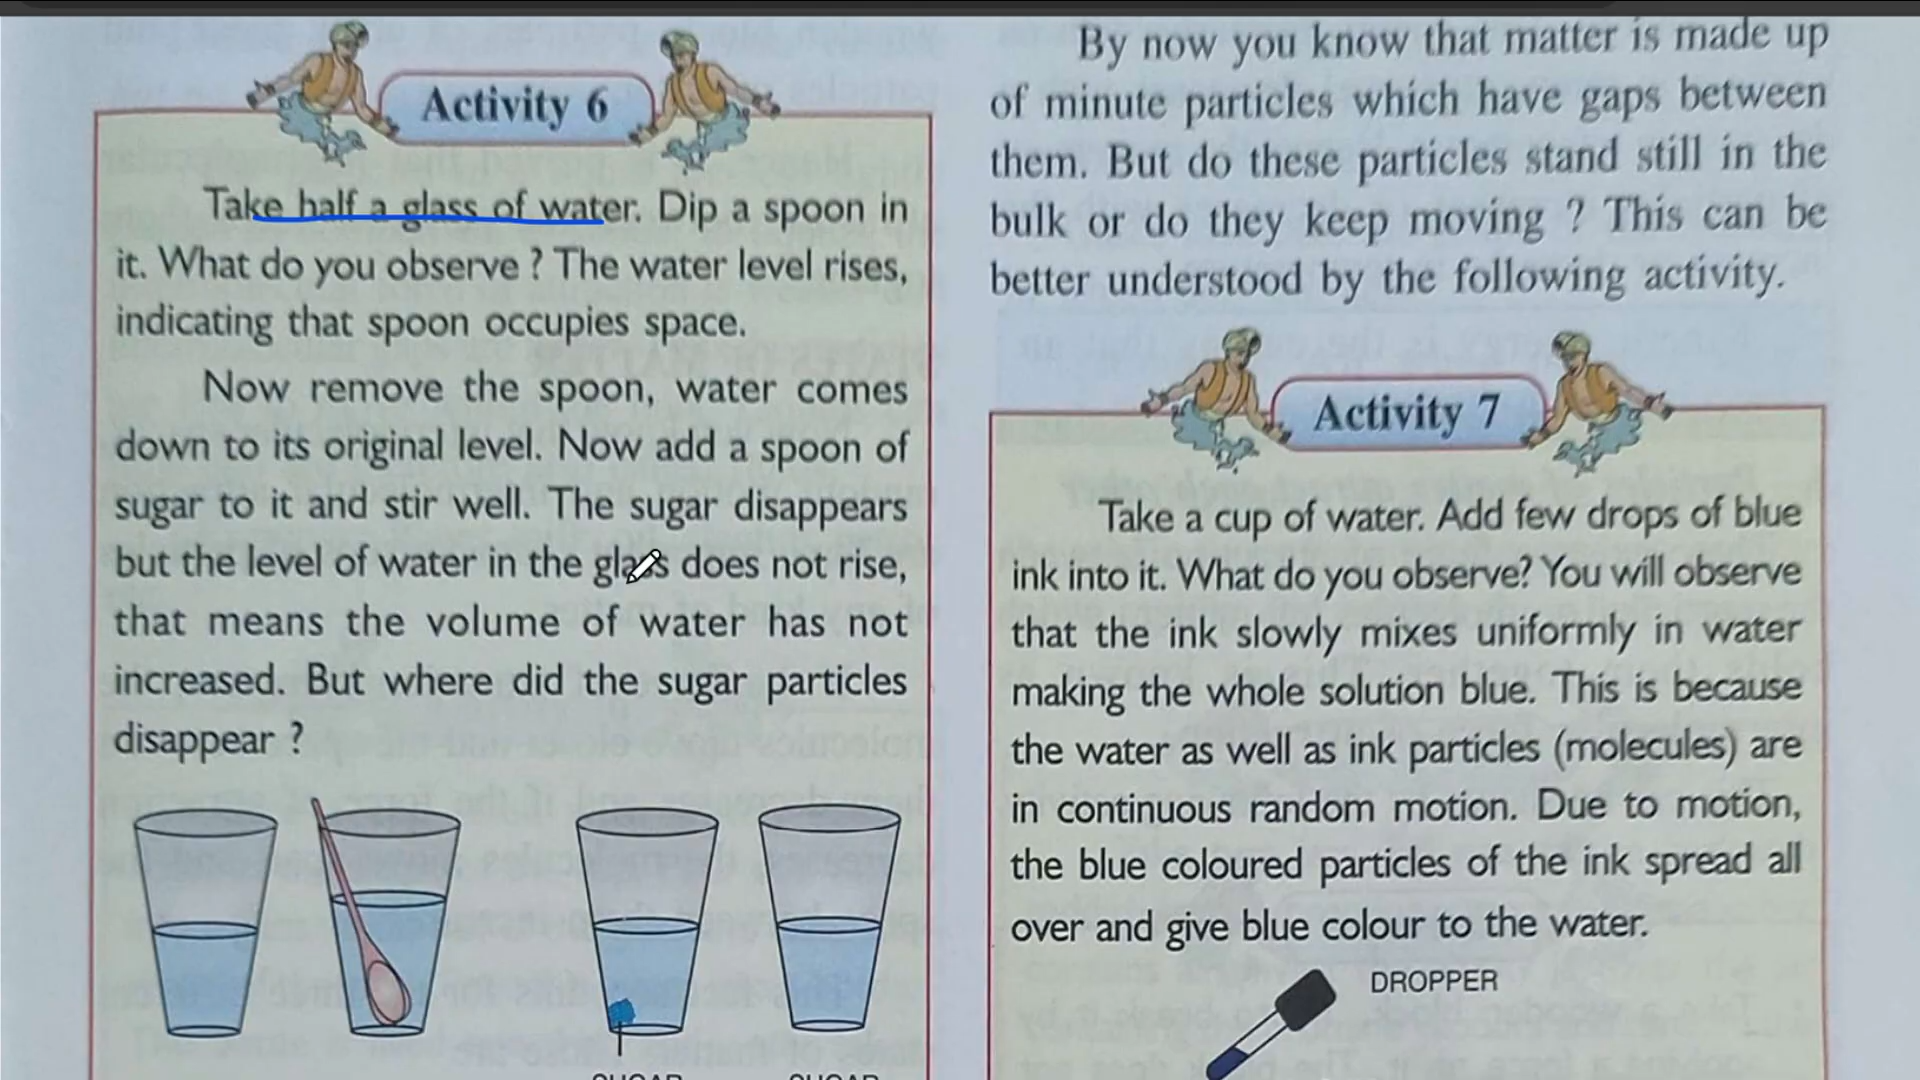 Activity 6
Take half a glass of water. Dip a spoon in
it. What do you observe ? The water level rises,
indicating that spoon occupies space.
Now remove the spoon, water comes
down to its original level. Now add a spoon of
sugar to it and stir well. The sugar disappears
but the level of water in the glass does not rise,
that means the volume of water has not
increased. But where did the sugar particles
disappear ?
SUGAR SUGAR
By now you know that matter is made up
of minute particles which have gaps between
them. But do these particles stand still in the
bulk or do they keep moving ? This can be
better understood by the following activity.
Activity 7
Take a cup of water. Add few drops of blue
ink into it. What do you observe? You will observe
that the ink slowly mixes uniformly in water
making the whole solution blue. This is because
the water as well as ink particles (molecules) are
in continuous random motion. Due to motion,
the blue coloured particles of the ink spread all
over and give blue colour to the water.
DROPPER